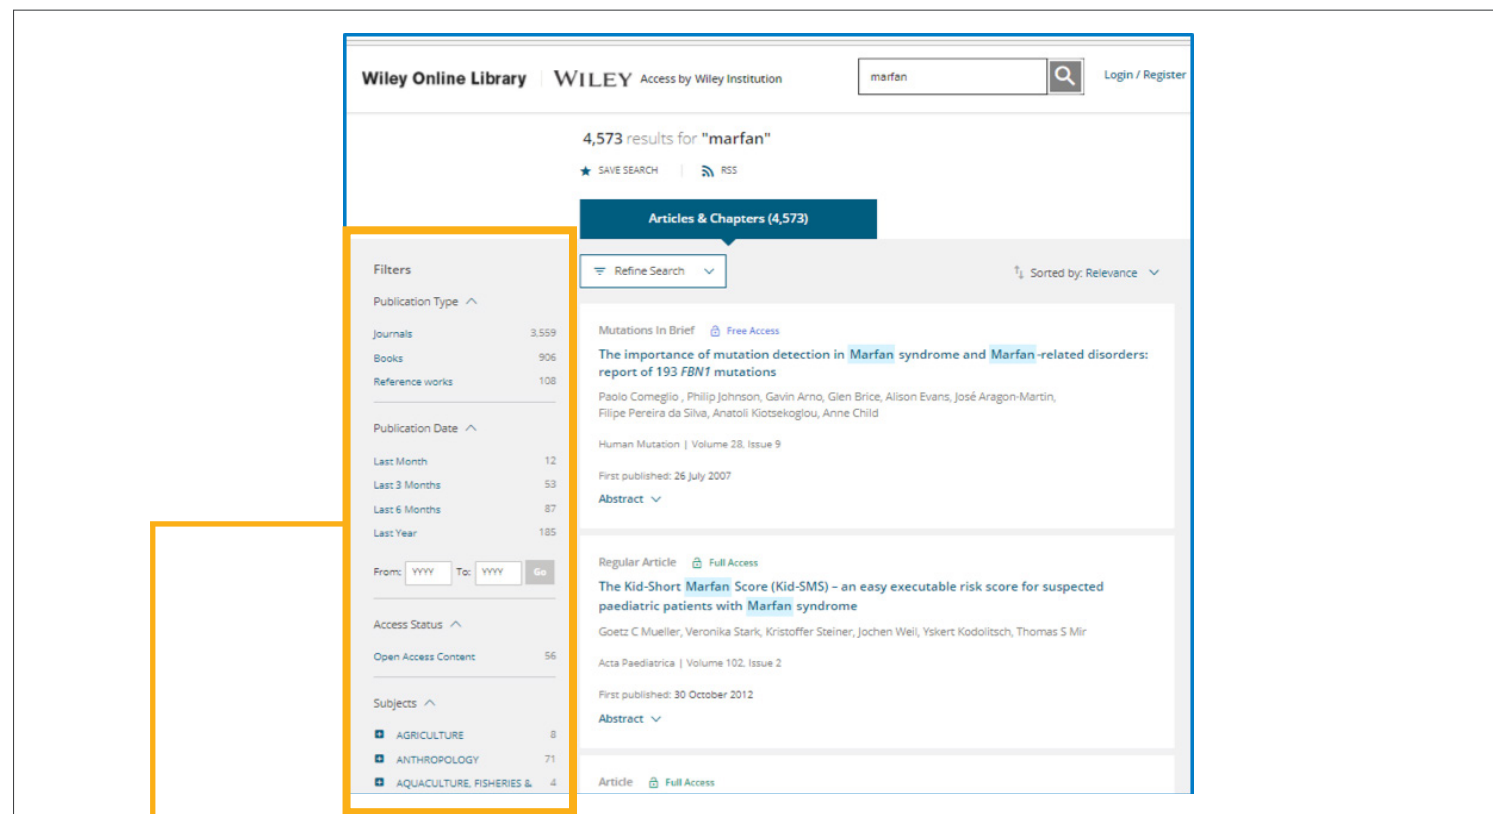 Wiley Online Library WILEY Access by Wiley Institution marfan Login / Register
4,573 results for "marfan"
SAVE SEARCH RSS
Articles & Chapters (4,573)
Filters
Publication Type
Journals 3,559
Books 906
Reference works 108
Publication Date
Last Month 12
Last 3 Months 53
Last 6 Months 87
Last Year 185
From: YYYY To: YYYY Go
Access Status
Open Access Content 56
Subjects
AGRICULTURE 8
ANTHROPOLOGY 71
AQUACULTURE, FISHERIES & 4
Refine Search Sorted by: Relevance
Mutations In Brief Free Access
The importance of mutation detection in Marfan syndrome and Marfan-related disorders:
report of 193 FBN1 mutations
Paolo Comeglio , Philip Johnson, Gavin Arno, Glen Brice, Alison Evans, José Aragon-Martin,
Filipe Pereira da Silva, Anatoli Kiotsekoglou, Anne Child
Human Mutation | Volume 28, Issue 9
First published: 26 July 2007
Abstract
Regular Article Full Access
The Kid-Short Marfan Score (Kid-SMS) – an easy executable risk score for suspected
paediatric patients with Marfan syndrome
Goetz C Mueller, Veronika Stark, Kristoffer Steiner, Jochen Weil, Yskert Kodolitsch, Thomas S Mir
Acta Paediatrica | Volume 102, Issue 2
First published: 30 October 2012
Abstract
Article Full Access